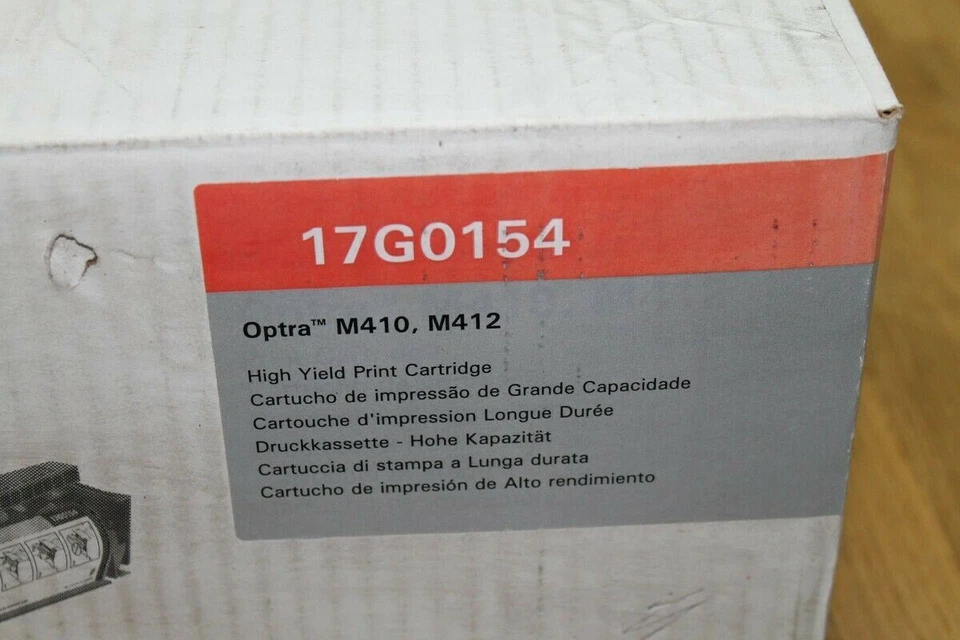 17G0154
Optra™ M410, M412
High Yield Print Cartridge
Cartucho de impressão de Grande Capacidade
Cartouche d'impression Longue Durée
Druckkassette - Hohe Kapazität
Cartuccia di stampa a Lunga durata
Cartucho de impresión de Alto rendimiento